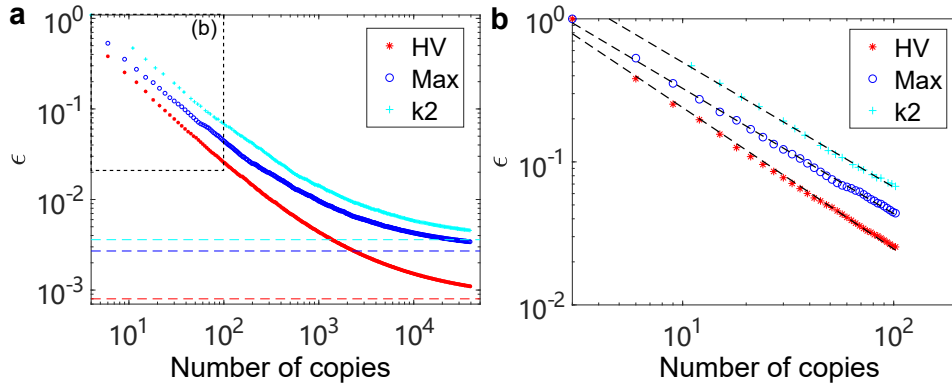 a
10^0
(b)
HV
Max
k2
10^-1
ϵ
10^-2
10^-3
10^1
10^2
10^3
10^4
Number of copies
b
10^0
HV
Max
k2
ϵ
10^-1
10^-2
10^1
10^2
Number of copies